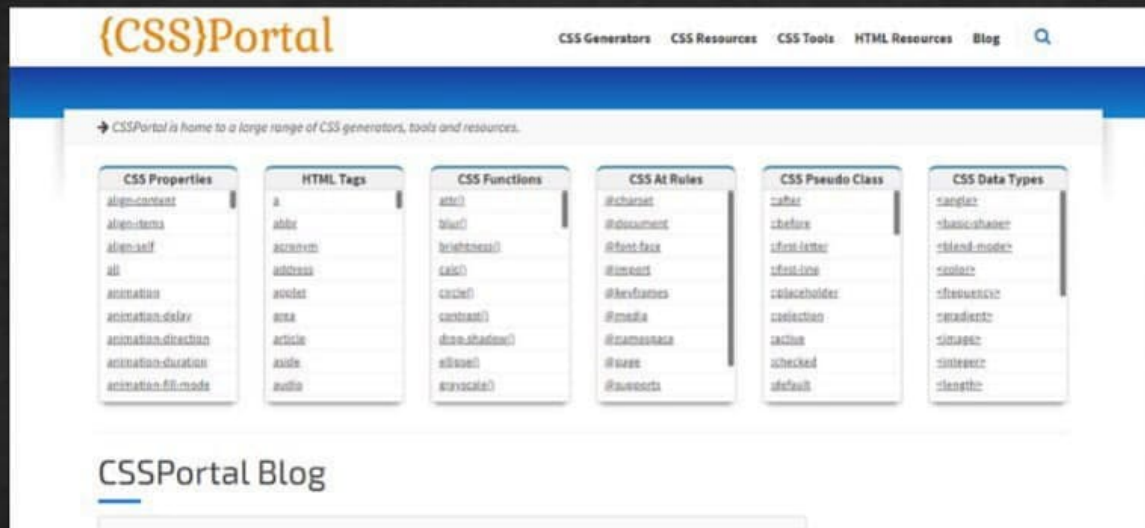 {CSS}Portal
CSS Generators CSS Resources CSS Tools HTML Resources Blog
→ CSSPortal is home to a large range of CSS generators, tools and resources.
CSS Properties
align-content
align-items
align-self
all
animation
animation-delay
animation-direction
animation-duration
animation-fill-mode
HTML Tags
a
abbr
acronym
address
applet
area
article
aside
audio
CSS Functions
attr()
blur()
brightness()
calc()
circle()
contrast()
drop-shadow()
ellipse()
grayscale()
CSS At Rules
@charset
@document
@font-face
@import
@keyframes
@media
@namespace
@page
@supports
CSS Pseudo Class
::after
::before
::first-letter
::first-line
::placeholder
::selection
:active
:checked
:default
CSS Data Types
<angle>
<basic-shape>
<blend-mode>
<color>
<frequency>
<gradient>
<image>
<integer>
<length>
CSSPortal Blog